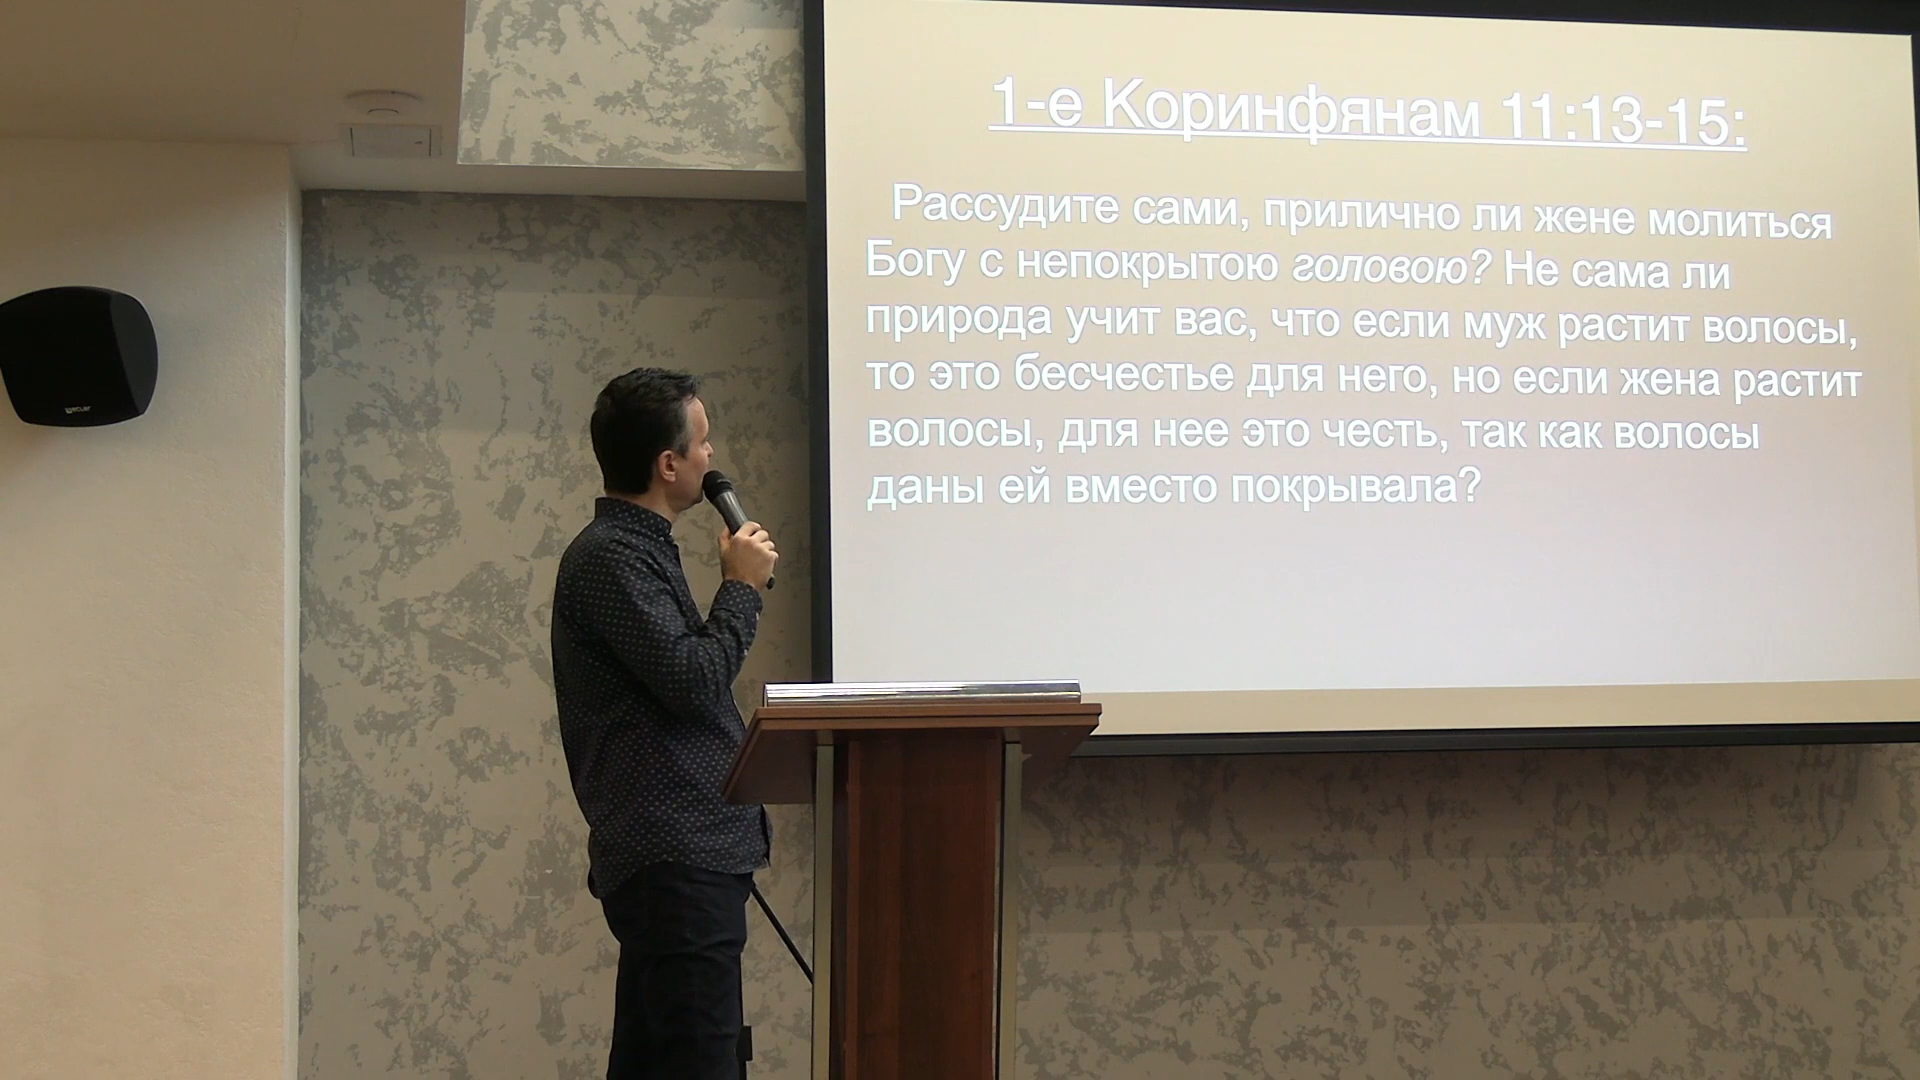 1-е Коринфянам 11:13-15:
Рассудите сами, прилично ли жене молиться
Богу с непокрытою головою? Не сама ли
природа учит вас, что если муж растит волосы,
то это бесчестье для него, но если жена растит
волосы, для нее это честь, так как волосы
даны ей вместо покрывала?